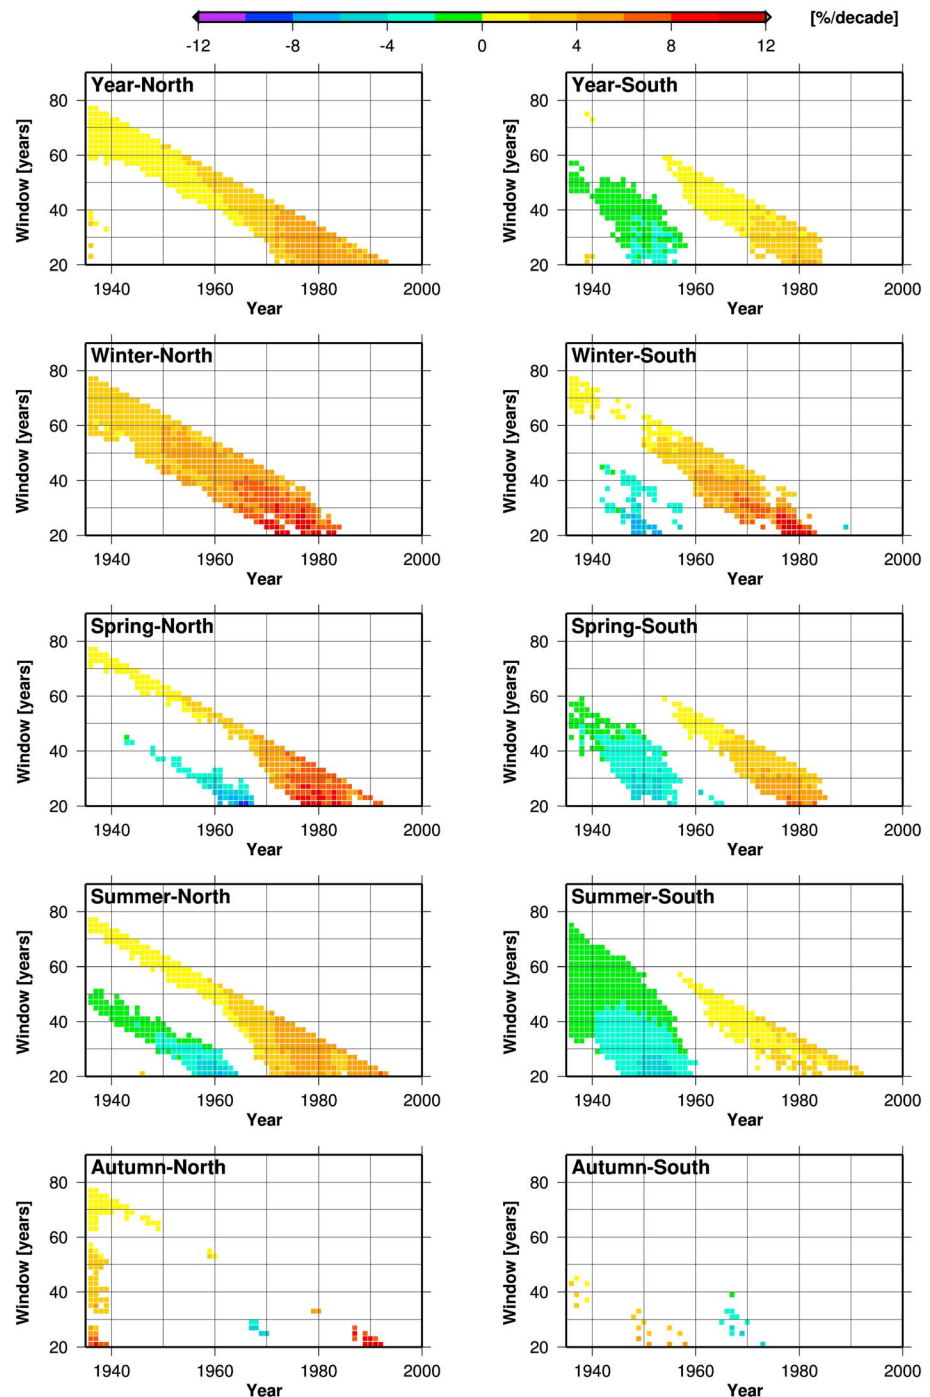 [%/decade]
-12 -8 -4 0 4 8 12
Year-North
Window [years]
80
60
40
20
1940 1960 1980 2000
Year
Year-South
Window [years]
80
60
40
20
1940 1960 1980 2000
Year
Winter-North
Window [years]
80
60
40
20
1940 1960 1980 2000
Year
Winter-South
Window [years]
80
60
40
20
1940 1960 1980 2000
Year
Spring-North
Window [years]
80
60
40
20
1940 1960 1980 2000
Year
Spring-South
Window [years]
80
60
40
20
1940 1960 1980 2000
Year
Summer-North
Window [years]
80
60
40
20
1940 1960 1980 2000
Year
Summer-South
Window [years]
80
60
40
20
1940 1960 1980 2000
Year
Autumn-North
Window [years]
80
60
40
20
1940 1960 1980 2000
Year
Autumn-South
Window [years]
80
60
40
20
1940 1960 1980 2000
Year